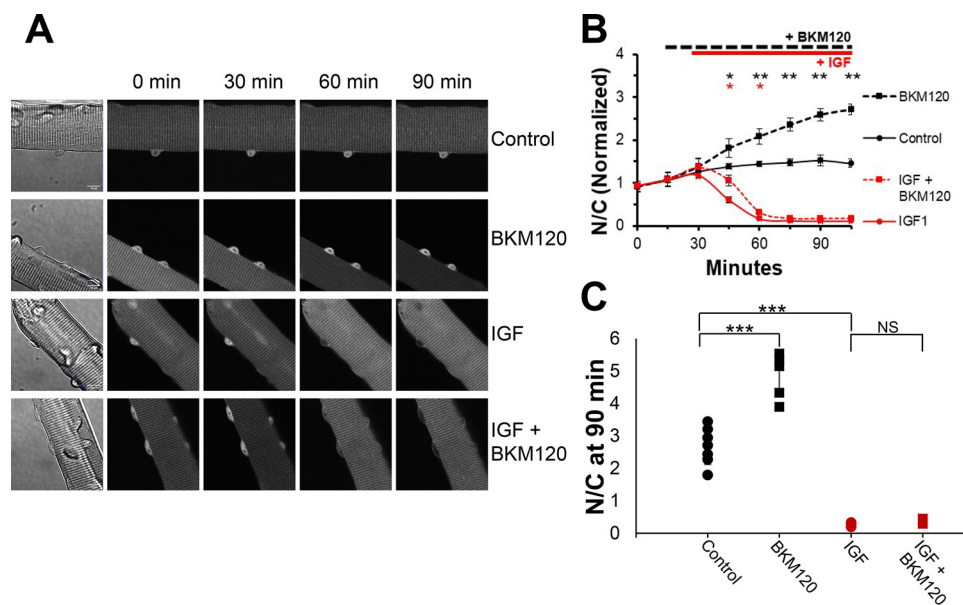 A
0 min 30 min 60 min 90 min
Control
BKM120
IGF
IGF +
BKM120
B
+ BKM120
+ IGF
N/C (Normalized)
4
3
2
1
0
* ** ** ** **
* *
0 30 60 90
Minutes
BKM120
Control
IGF +
BKM120
IGF1
C
N/C at 90 min
6
5
4
3
2
1
0
***
***
NS
Control
BKM120
IGF
IGF +
BKM120